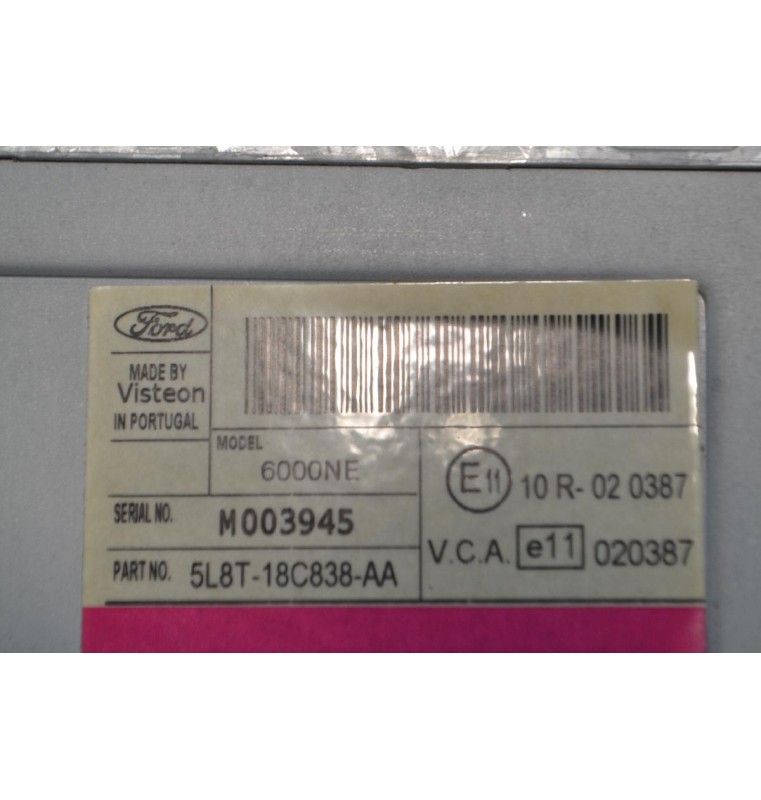 Ford
MADE BY
Visteon
IN PORTUGAL
MODEL
6000NE
SERIAL NO. M003945
PART NO. 5L8T-18C838-AA
E11 10 R- 02 0387
V.C.A. e11 020387